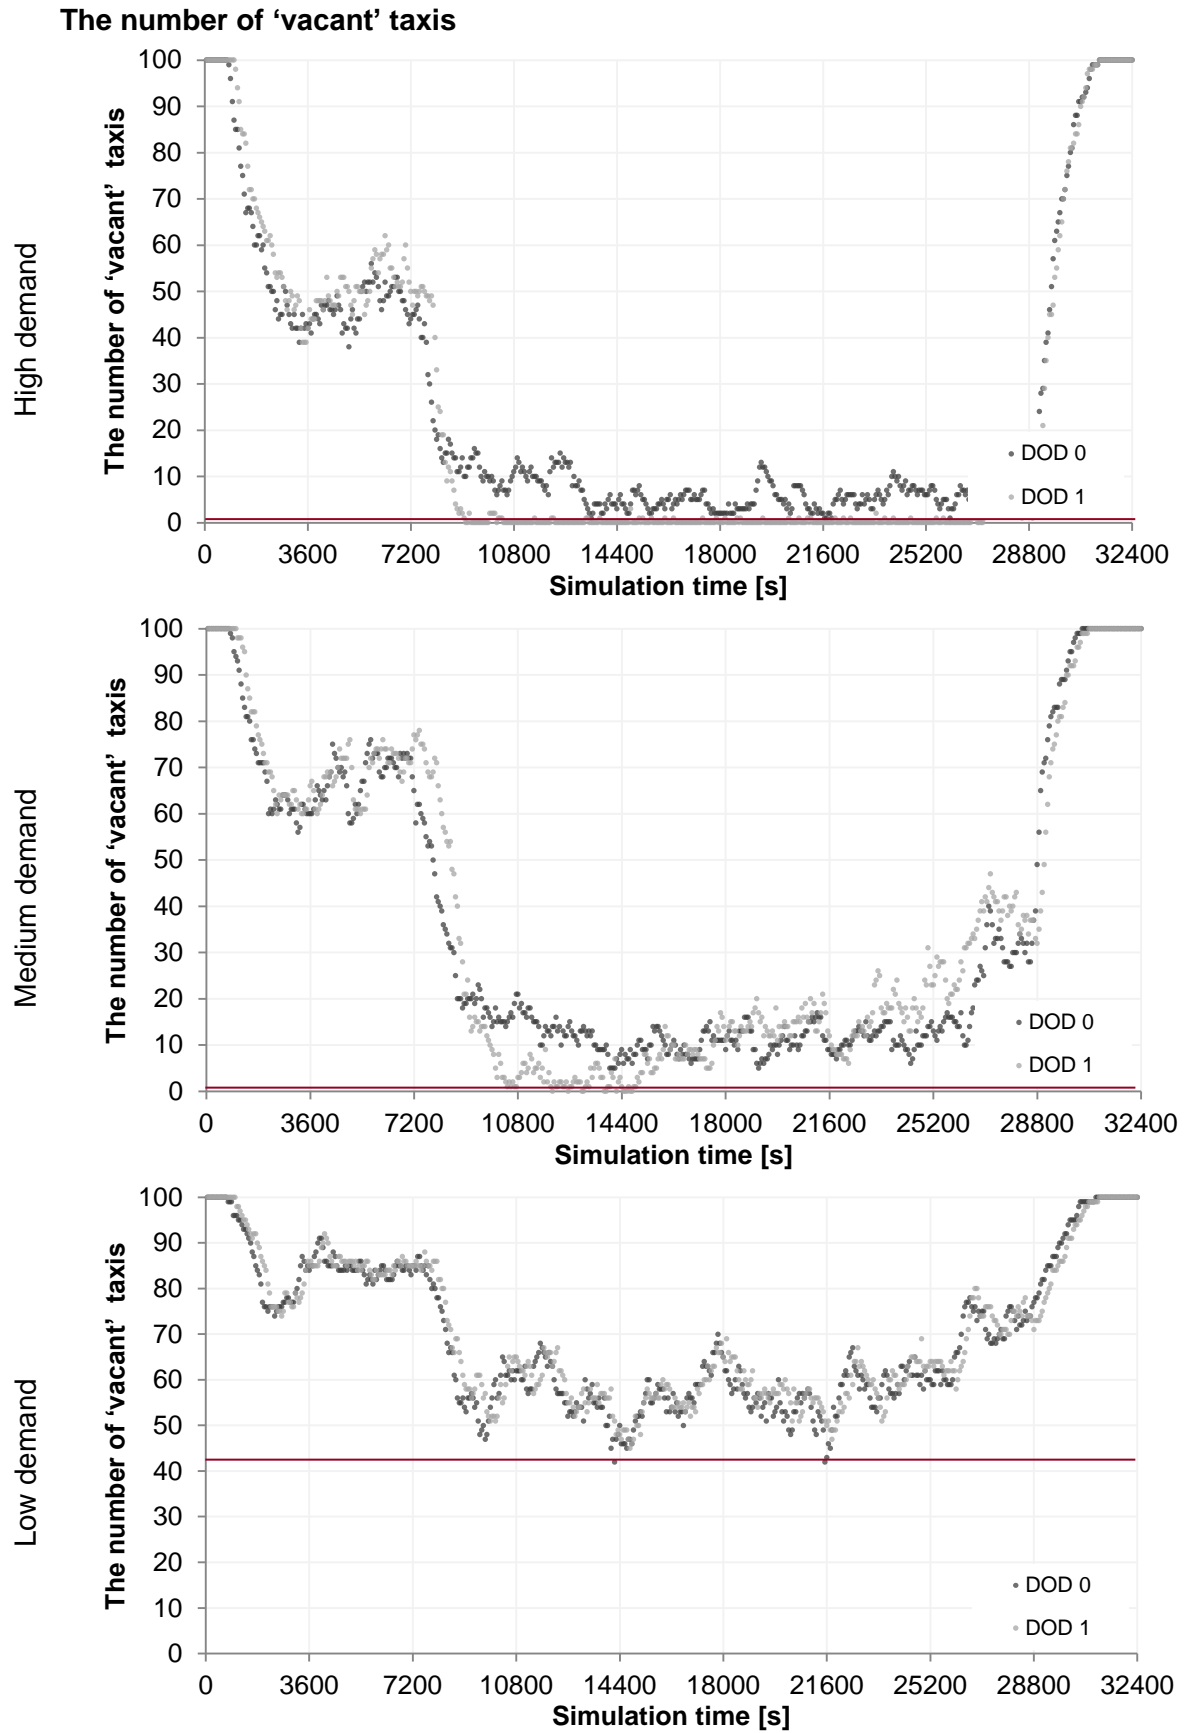 The number of ‘vacant’ taxis
High demand
The number of ‘vacant’ taxis
100
90
80
70
60
50
40
30
20
10
0
DOD 0
DOD 1
0 3600 7200 10800 14400 18000 21600 25200 28800 32400
Simulation time [s]
Medium demand
The number of ‘vacant’ taxis
100
90
80
70
60
50
40
30
20
10
0
DOD 0
DOD 1
0 3600 7200 10800 14400 18000 21600 25200 28800 32400
Simulation time [s]
Low demand
The number of ‘vacant’ taxis
100
90
80
70
60
50
40
30
20
10
0
DOD 0
DOD 1
0 3600 7200 10800 14400 18000 21600 25200 28800 32400
Simulation time [s]